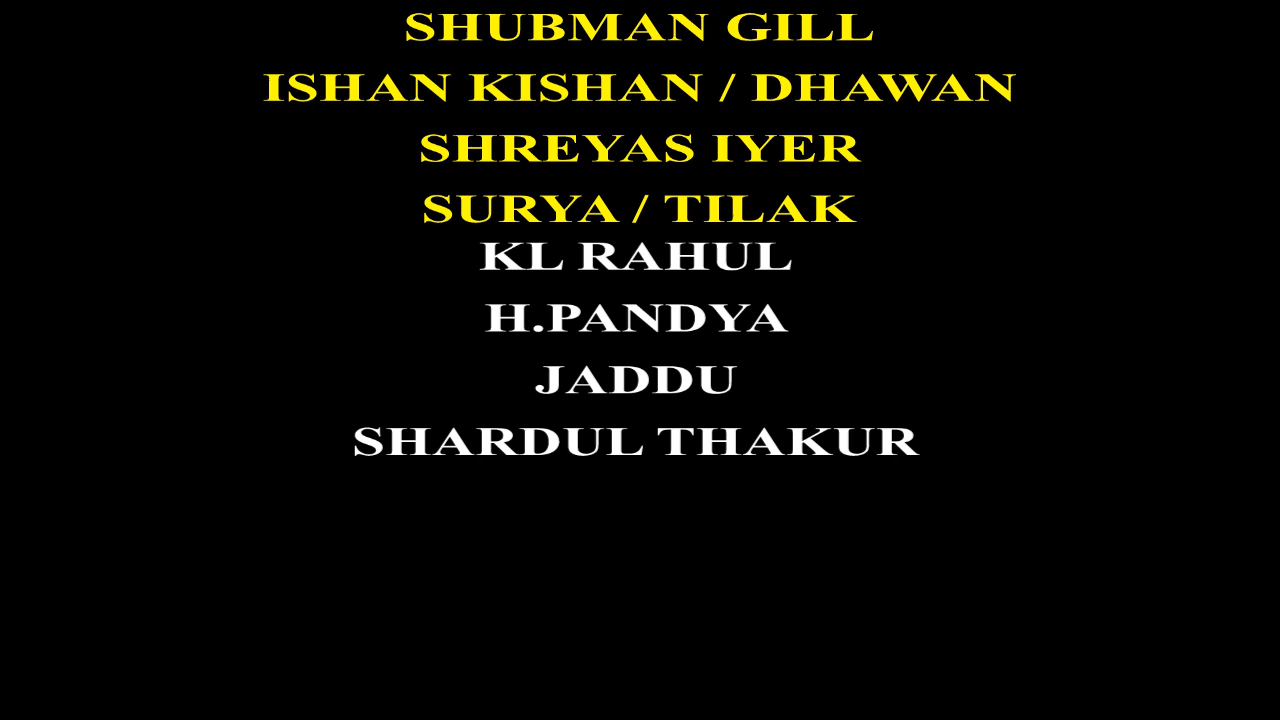 SHUBMAN GILL
ISHAN KISHAN / DHAWAN
SHREYAS IYER
SURYA / TILAK
KL RAHUL
H.PANDYA
JADDU
SHARDUL THAKUR